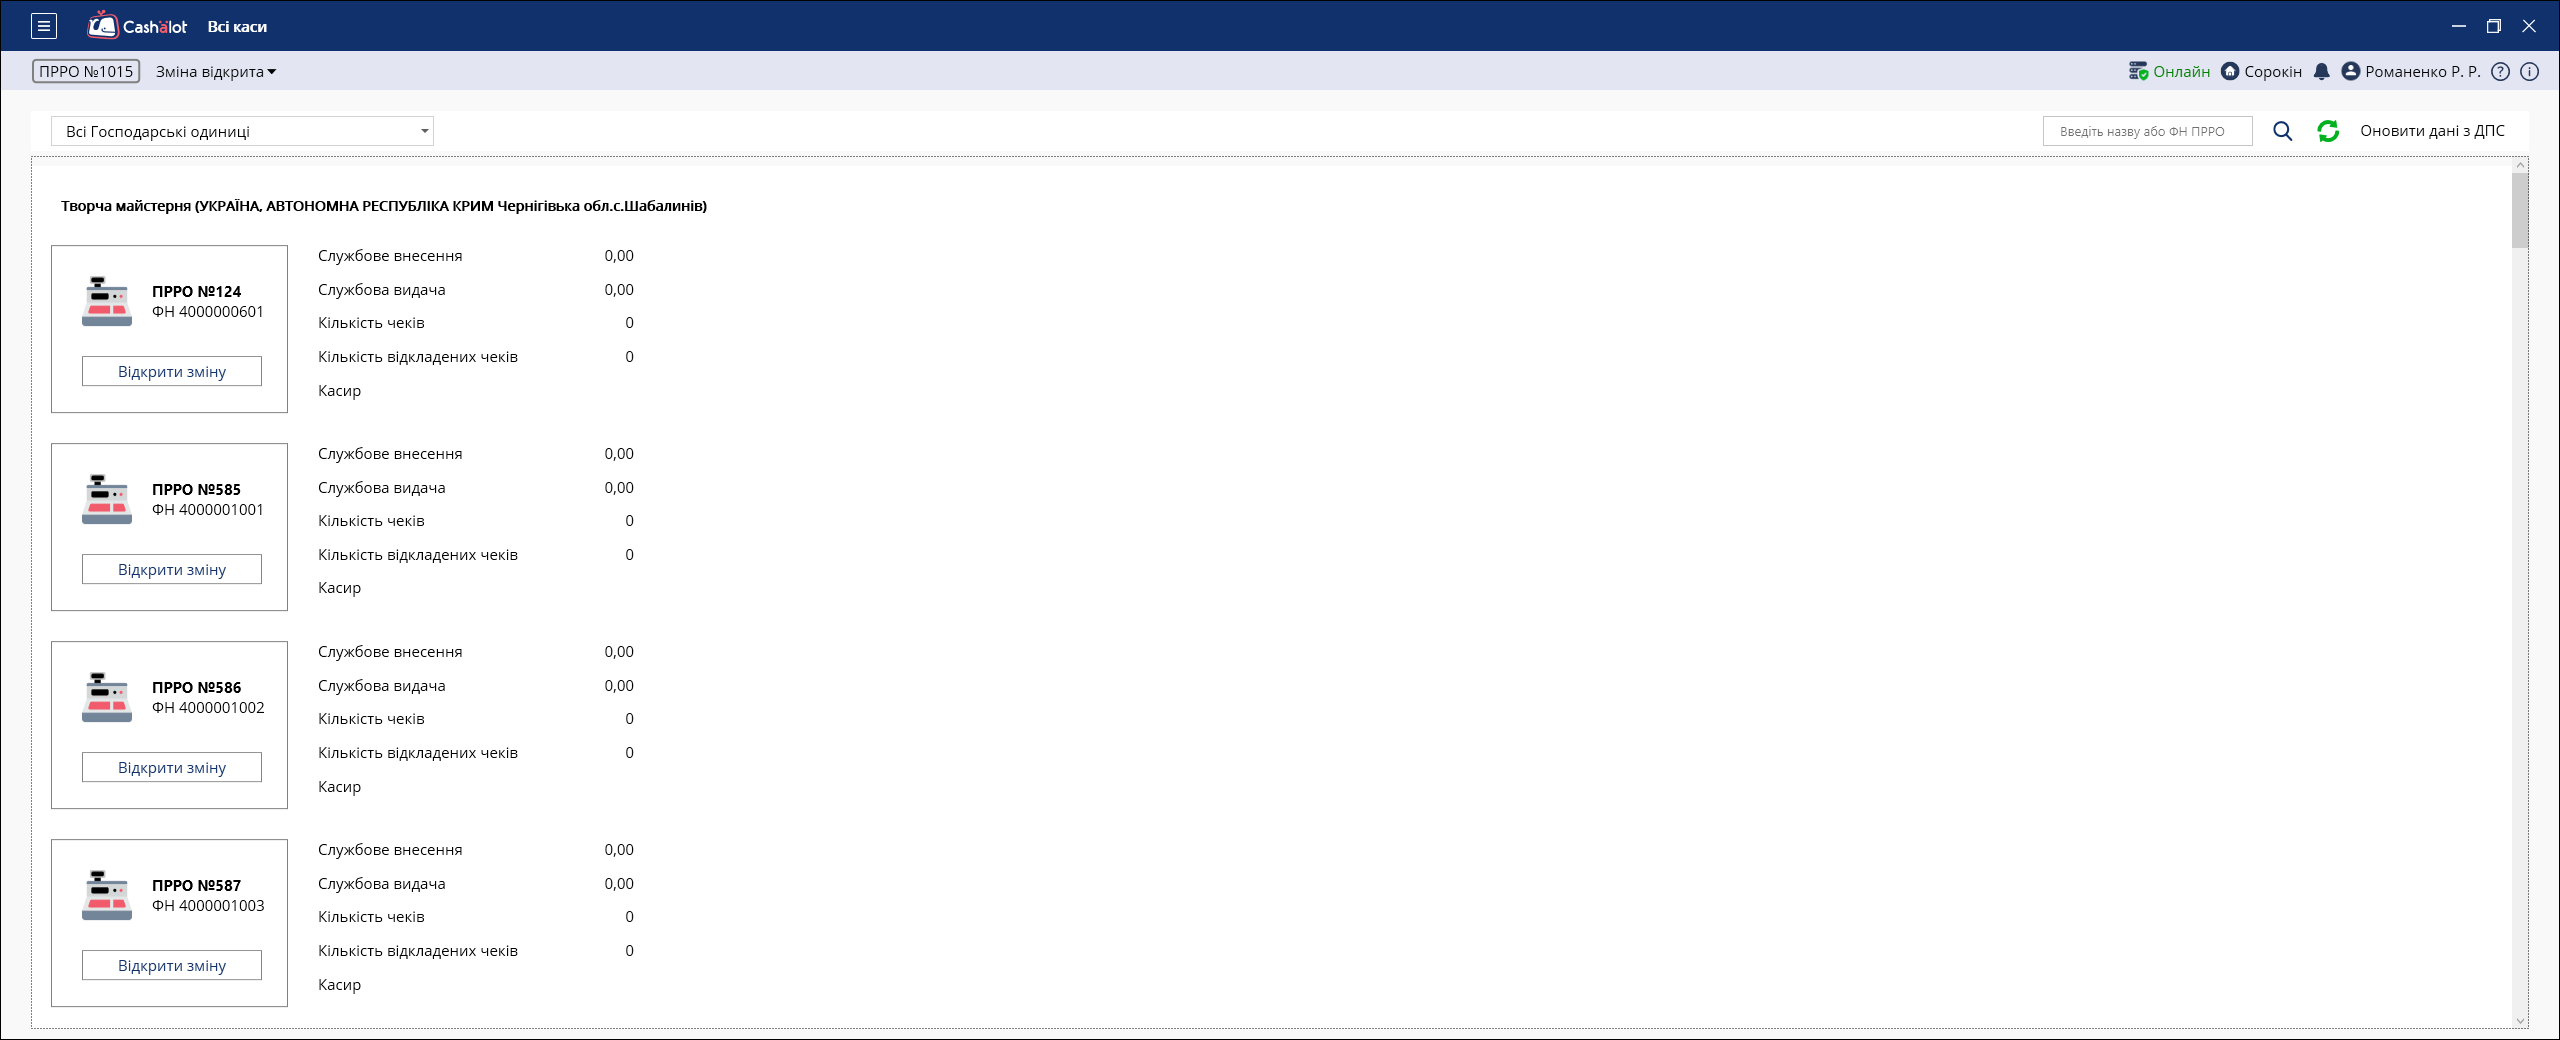 Cashalot Всі каси
ПРРО №1015 Зміна відкрита Онлайн Сорокін Романенко Р. Р.
Всі Господарські одиниці Введіть назву або ФН ПРРО Оновити дані з ДПС
Творча майстерня (УКРАЇНА, АВТОНОМНА РЕСПУБЛІКА КРИМ Чернігівька обл.с.Шабалинів)
ПРРО №124
ФН 4000000601
Відкрити зміну
Службове внесення 0,00
Службова видача 0,00
Кількість чеків 0
Кількість відкладених чеків 0
Касир
ПРРО №585
ФН 4000001001
Відкрити зміну
Службове внесення 0,00
Службова видача 0,00
Кількість чеків 0
Кількість відкладених чеків 0
Касир
ПРРО №586
ФН 4000001002
Відкрити зміну
Службове внесення 0,00
Службова видача 0,00
Кількість чеків 0
Кількість відкладених чеків 0
Касир
ПРРО №587
ФН 4000001003
Відкрити зміну
Службове внесення 0,00
Службова видача 0,00
Кількість чеків 0
Кількість відкладених чеків 0
Касир